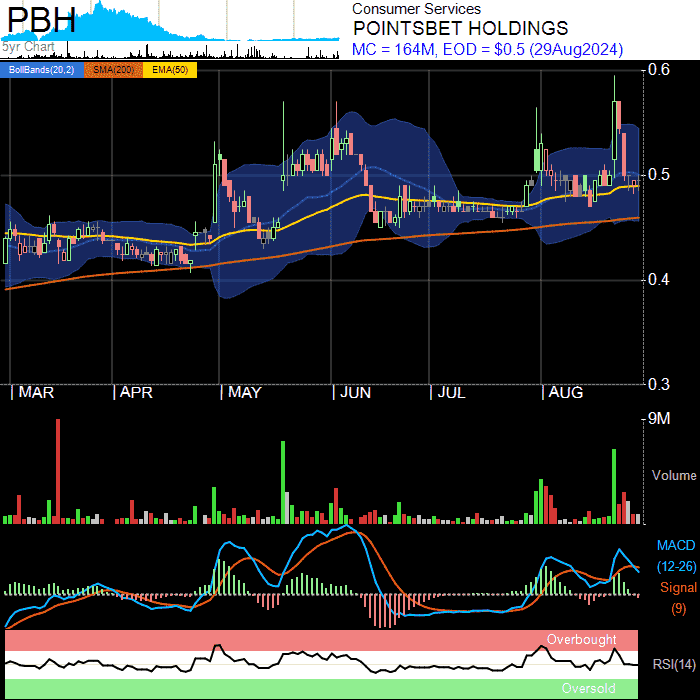 PBH
5yr Chart
Consumer Services
POINTSBET HOLDINGS
MC = 164M, EOD = $0.5 (29Aug2024)
BollBands(20,2) SMA(200) EMA(50)
0.6
0.5
0.4
0.3
MAR APR MAY JUN JUL AUG
9M
Volume
MACD
(12-26)
Signal
(9)
Overbought
RSI(14)
Oversold